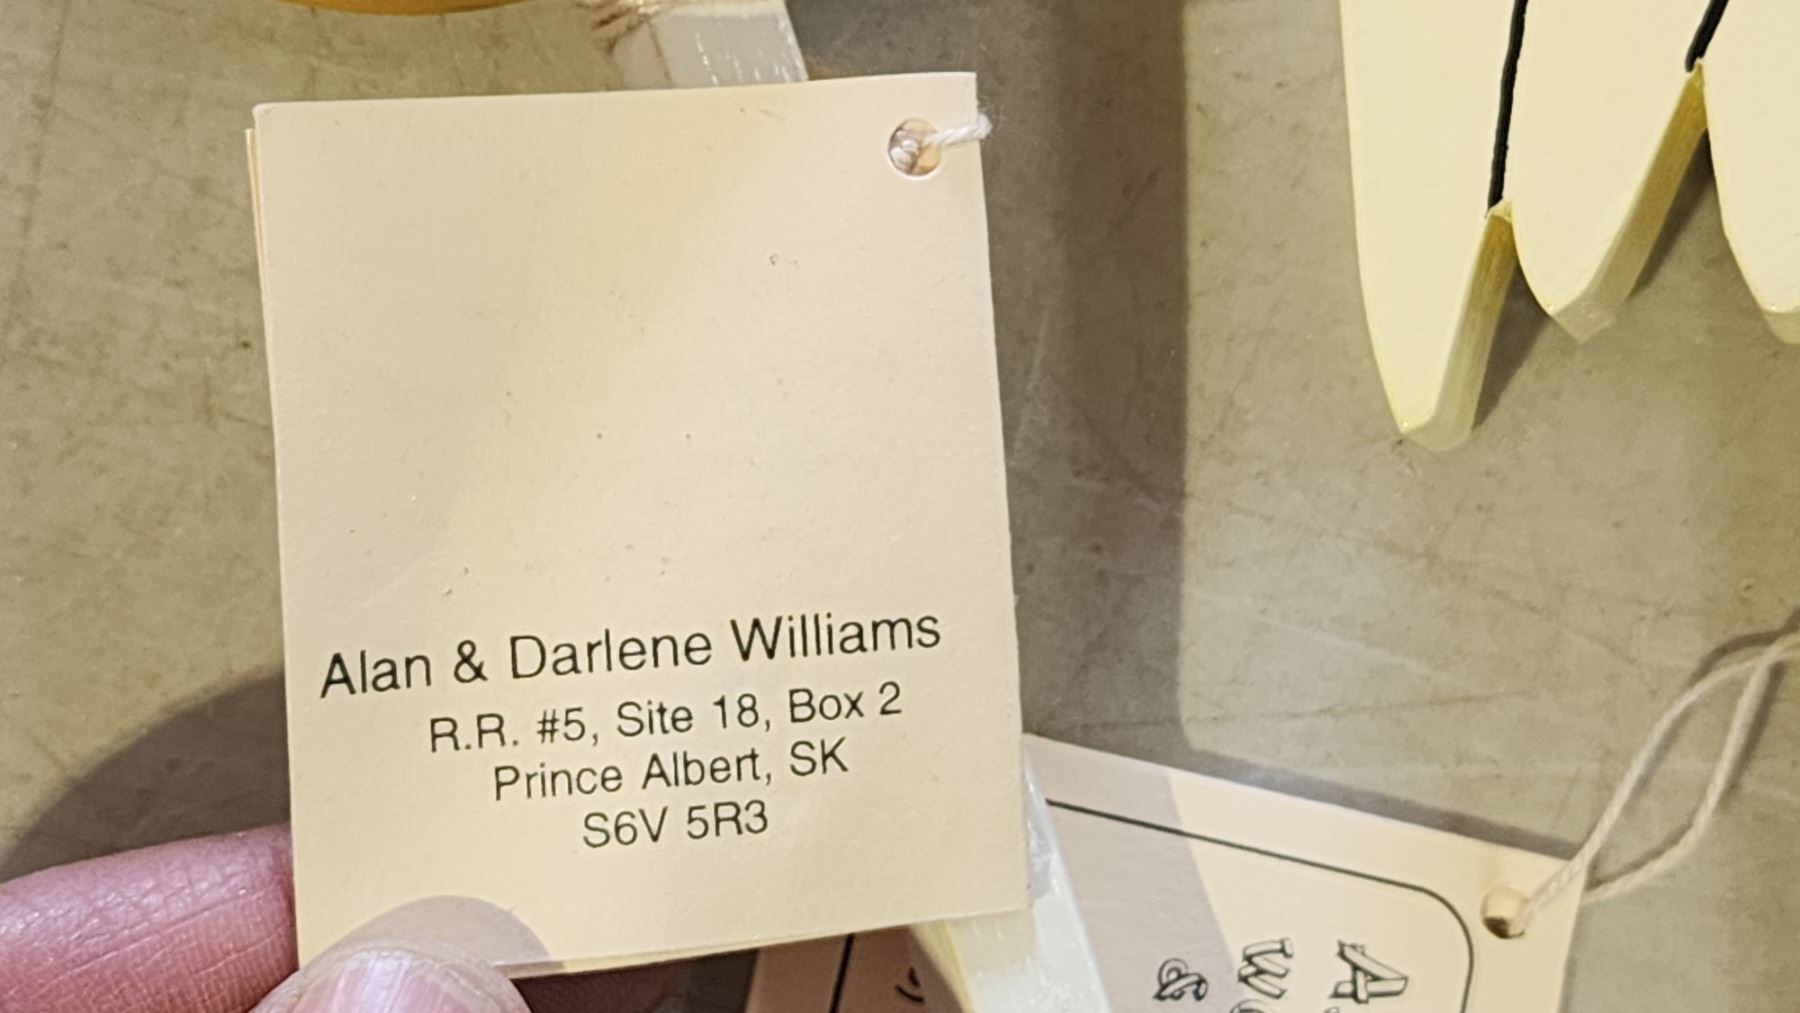 Alan & Darlene Williams
R.R. #5, Site 18, Box 2
Prince Albert, SK
S6V 5R3
&